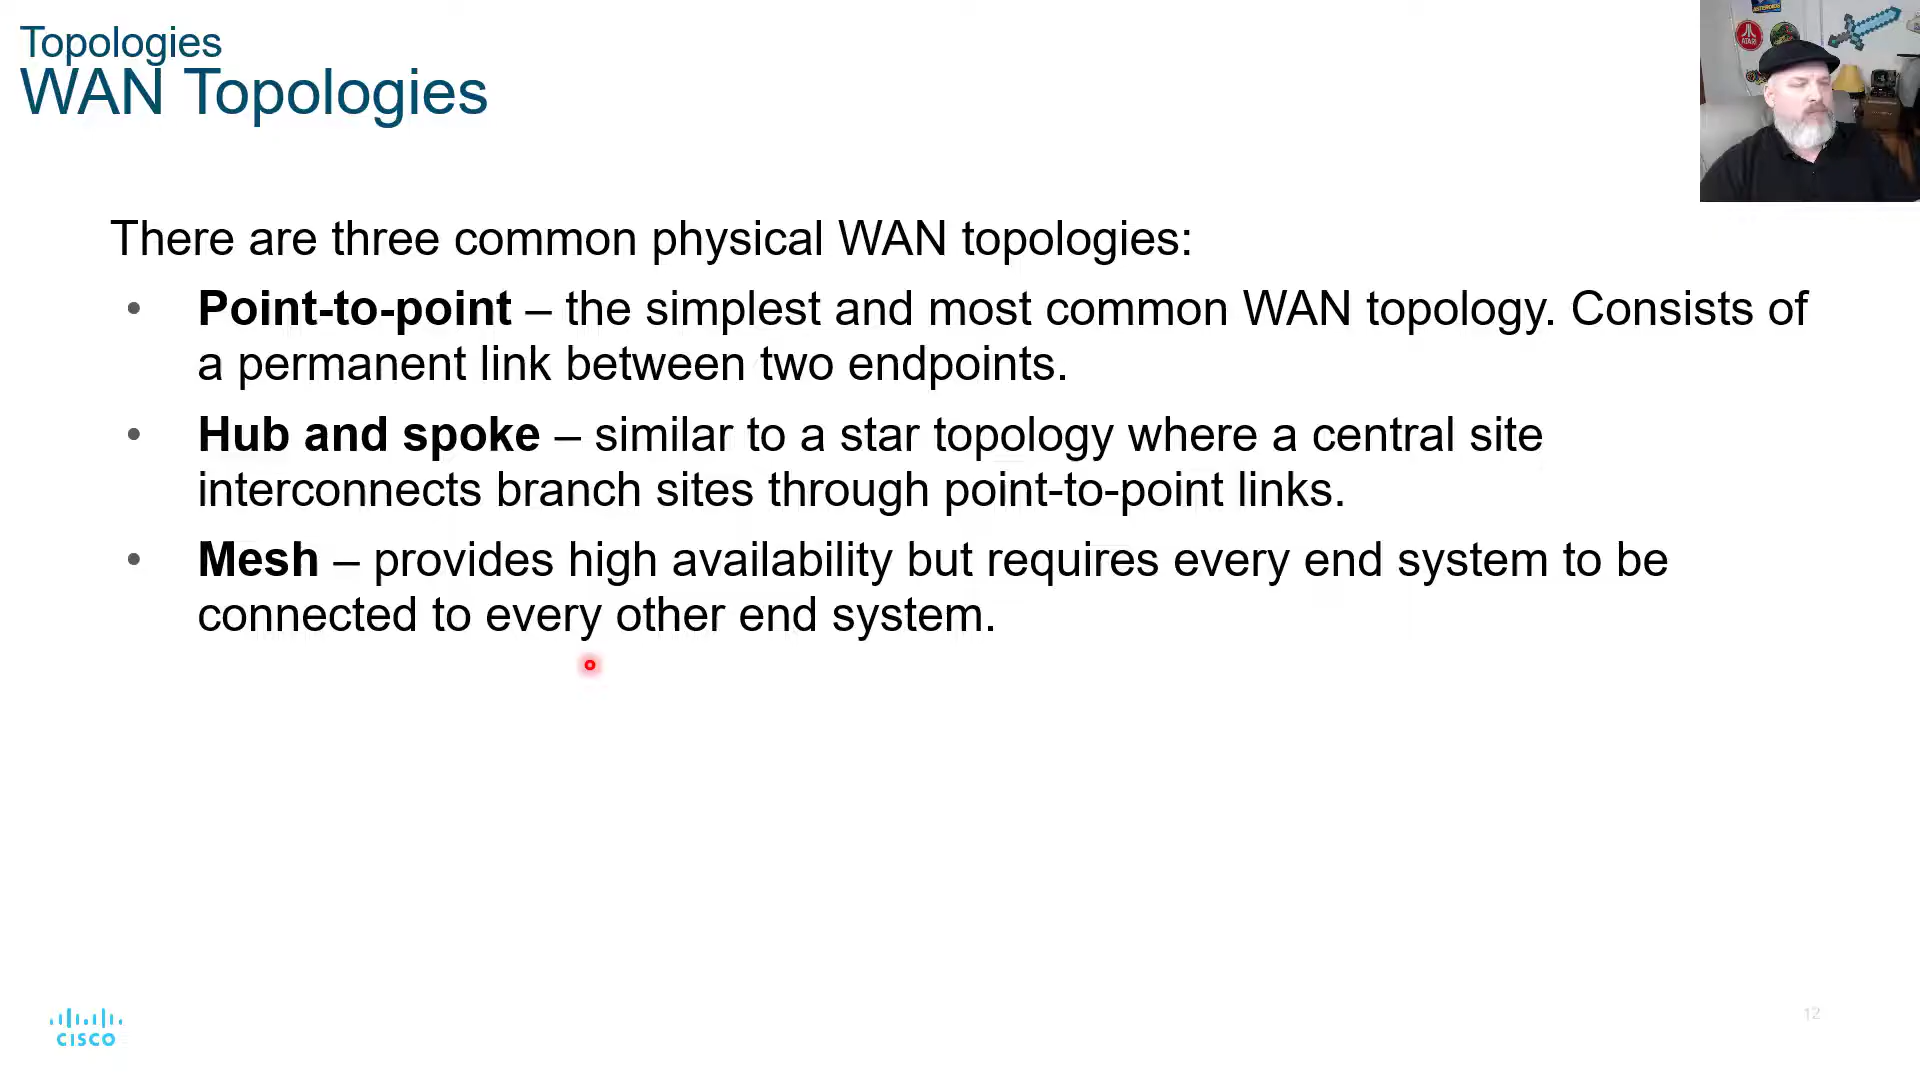 Topologies
WAN Topologies
ATARI
There are three common physical WAN topologies:
• Point-to-point – the simplest and most common WAN topology. Consists of
a permanent link between two endpoints.
• Hub and spoke – similar to a star topology where a central site
interconnects branch sites through point-to-point links.
• Mesh – provides high availability but requires every end system to be
connected to every other end system.
CISCO
12